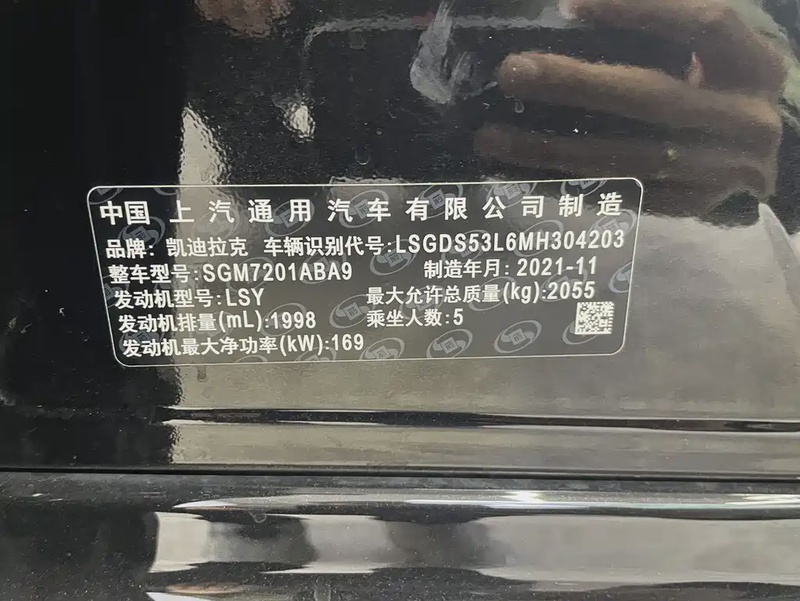 中国 上汽通用汽车有限公司制造
品牌: 凯迪拉克 车辆识别代号:LSGDS53L6MH304203
整车型号:SGM7201ABA9 制造年月: 2021-11
发动机型号:LSY 最大允许总质量(kg):2055
发动机排量(mL):1998 乘坐人数:5
发动机最大净功率(kW):169